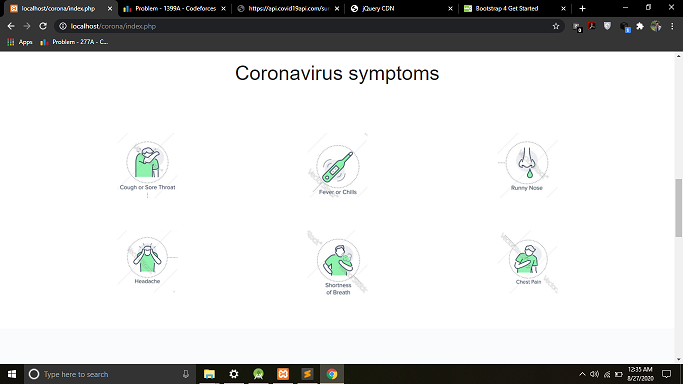 localhost/corona/index.php
Problem - 1399A - Codeforces
https://api.covid19api.com/su
jQuery CDN
Bootstrap 4 Get Started
localhost/corona/index.php
Apps
Problem - 277A - C...
Coronavirus symptoms
Cough or Sore Throat
Fever or Chills
Runny Nose
Headache
Shortness
of Breath
Chest Pain
Type here to search
12:35 AM
8/27/2020